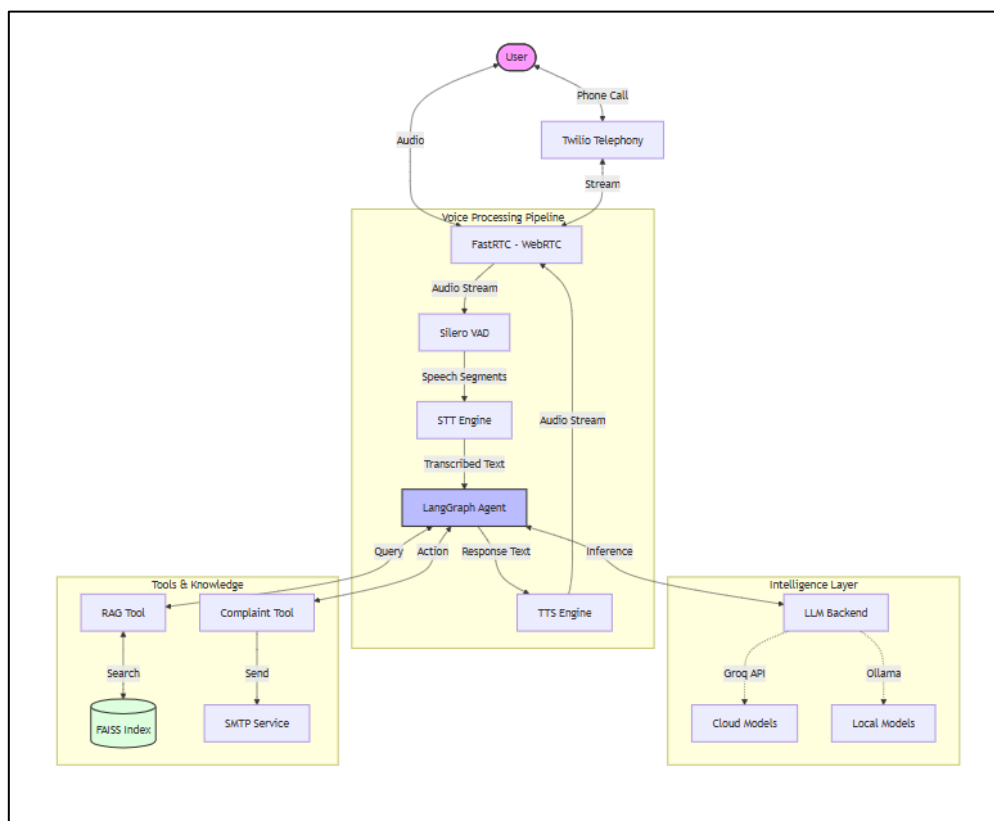 User
Phone Call
Audio
Twilio Telephony
Stream
Voice Processing Pipeline
FastRTC - WebRTC
Audio Stream
Silero VAD
Speech Segments
STT Engine
Audio Stream
Transcribed Text
LangGraph Agent
Query
Action
Response Text
Inference
Tools & Knowledge
Intelligence Layer
RAG Tool
Complaint Tool
TTS Engine
LLM Backend
Search
Send
Groq API
Ollama
FAISS Index
SMTP Service
Cloud Models
Local Models